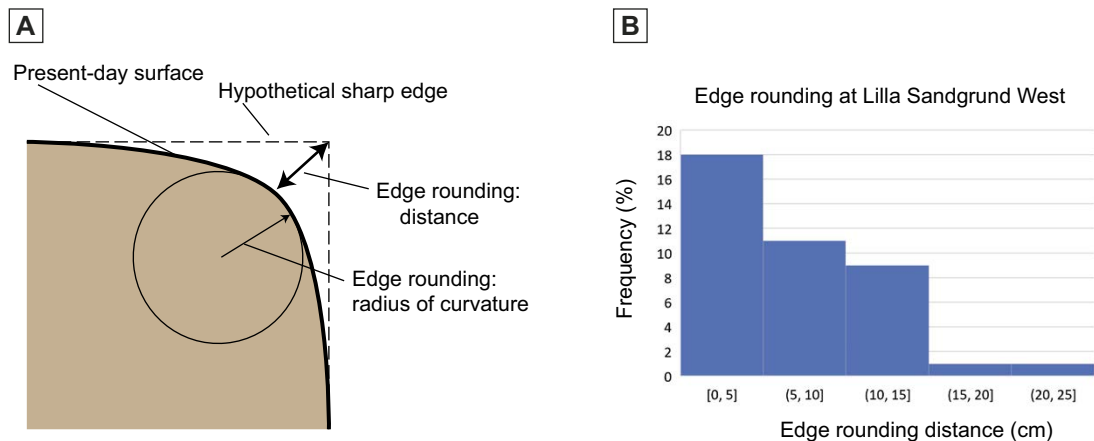 A
Present-day surface
Hypothetical sharp edge
Edge rounding:
distance
Edge rounding:
radius of curvature
B
Edge rounding at Lilla Sandgrund West
Frequency (%)
20
18
16
14
12
10
8
6
4
2
0
[0, 5]
(5, 10]
(10, 15]
(15, 20]
(20, 25]
Edge rounding distance (cm)